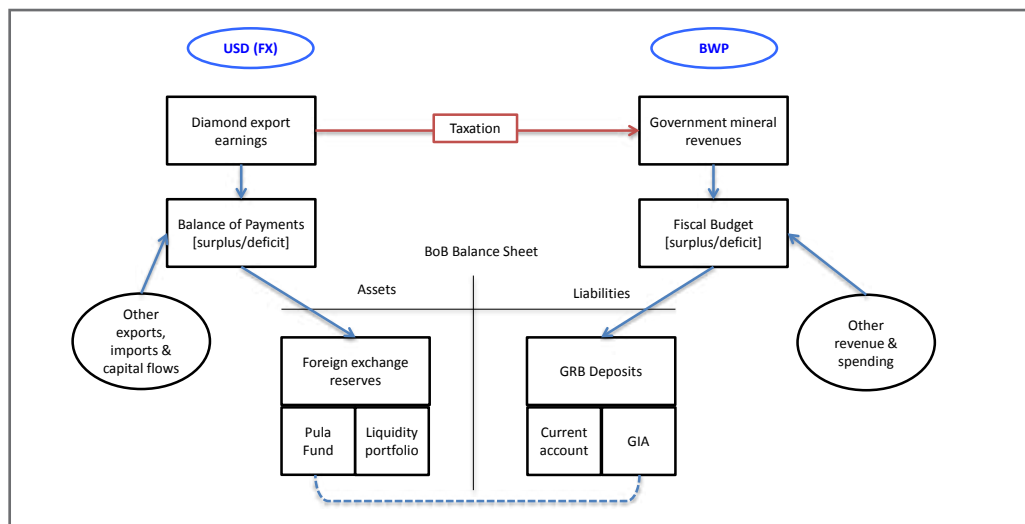 USD (FX)
BWP
Diamond export
earnings
Taxation
Government mineral
revenues
Balance of Payments
[surplus/deficit]
Fiscal Budget
[surplus/deficit]
BoB Balance Sheet
Assets
Liabilities
Other
exports,
imports &
capital flows
Other
revenue &
spending
Foreign exchange
reserves
GRB Deposits
Pula
Fund
Liquidity
portfolio
Current
account
GIA